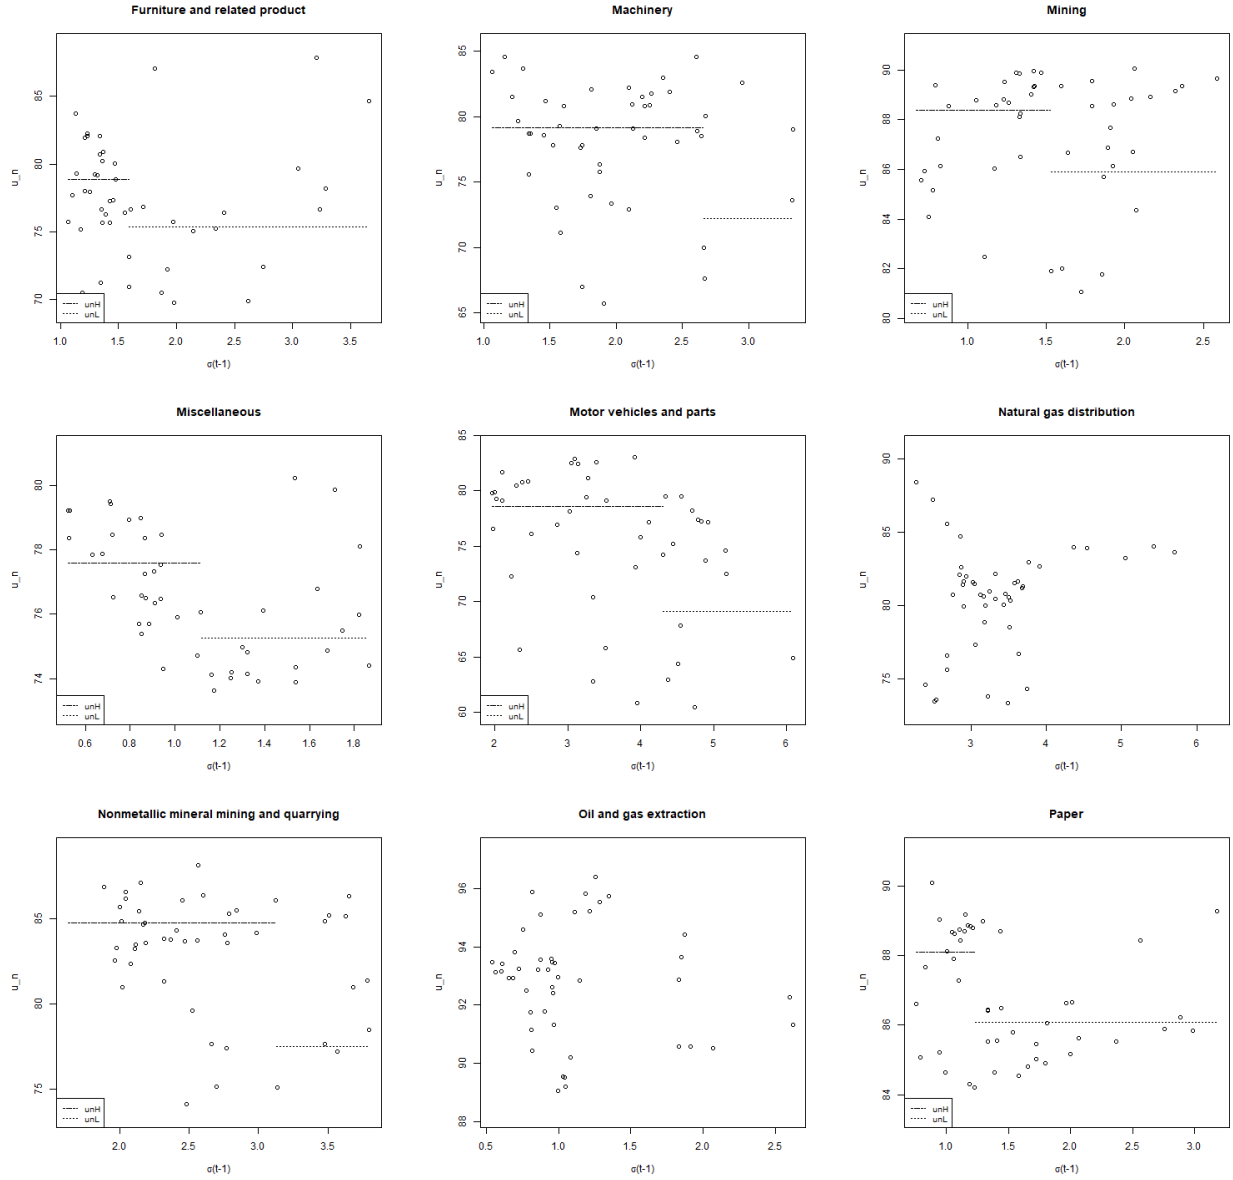 Furniture and related product
u_n
85
80
75
70
unH
unL
1.0 1.5 2.0 2.5 3.0 3.5
σ(t-1)
Machinery
u_n
85
80
75
70
65
unH
unL
1.0 1.5 2.0 2.5 3.0
σ(t-1)
Mining
u_n
90
88
86
84
82
80
unH
unL
1.0 1.5 2.0 2.5
σ(t-1)
Miscellaneous
u_n
80
78
76
74
unH
unL
0.6 0.8 1.0 1.2 1.4 1.6 1.8
σ(t-1)
Motor vehicles and parts
u_n
85
80
75
70
65
60
unH
unL
2 3 4 5 6
σ(t-1)
Natural gas distribution
u_n
90
85
80
75
3 4 5 6
σ(t-1)
Nonmetallic mineral mining and quarrying
u_n
85
80
75
unH
unL
2.0 2.5 3.0 3.5
σ(t-1)
Oil and gas extraction
u_n
96
94
92
90
88
0.5 1.0 1.5 2.0 2.5
σ(t-1)
Paper
u_n
90
88
86
84
unH
unL
1.0 1.5 2.0 2.5 3.0
σ(t-1)